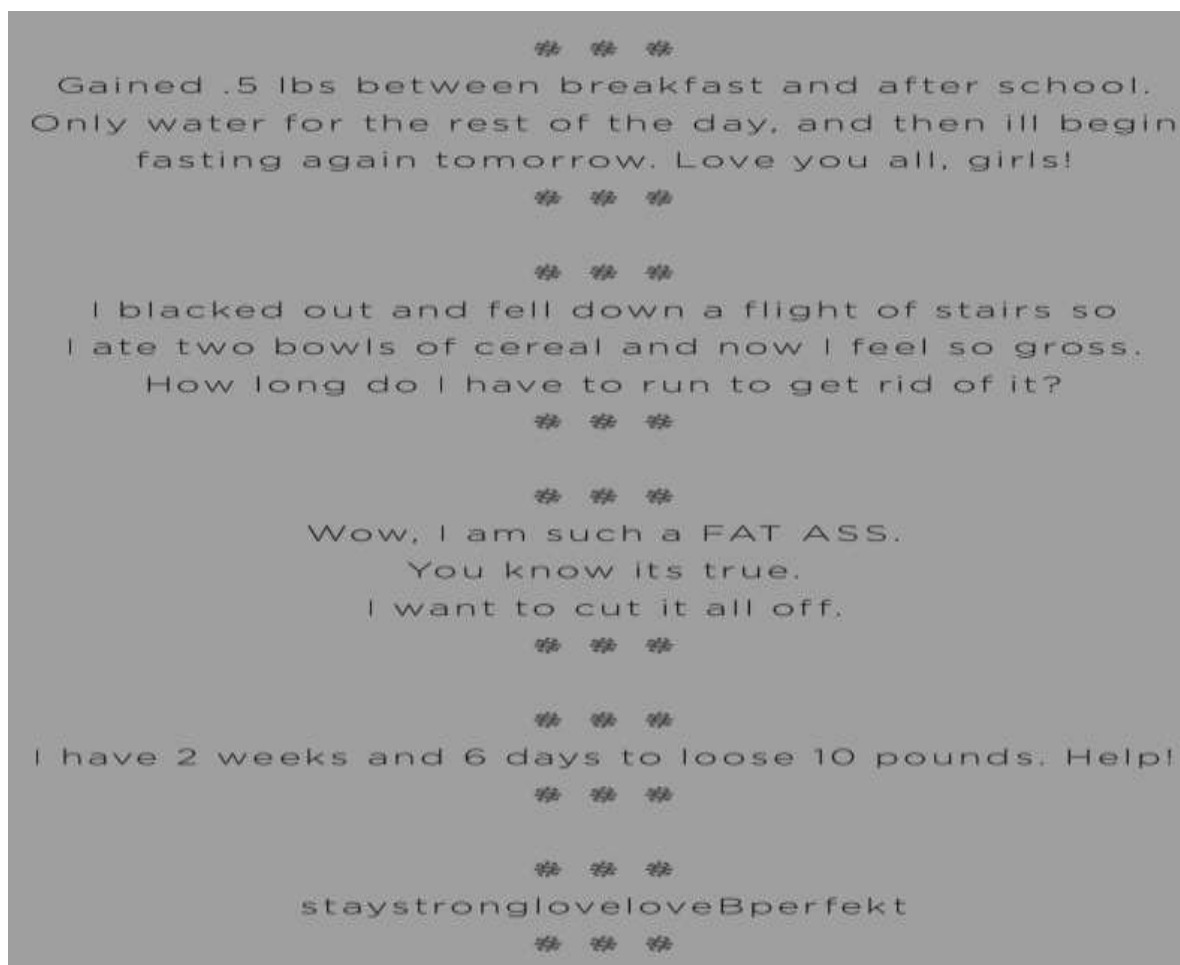 * * *
Gained .5 lbs between breakfast and after school.
Only water for the rest of the day, and then ill begin
fasting again tomorrow. Love you all, girls!
* * *
* * *
I blacked out and fell down a flight of stairs so
I ate two bowls of cereal and now I feel so gross.
How long do I have to run to get rid of it?
* * *
* * *
Wow, I am such a FAT ASS.
You know its true.
I want to cut it all off.
* * *
* * *
I have 2 weeks and 6 days to loose 10 pounds. Help!
* * *
* * *
staystrongloveloveBperfekt
* * *